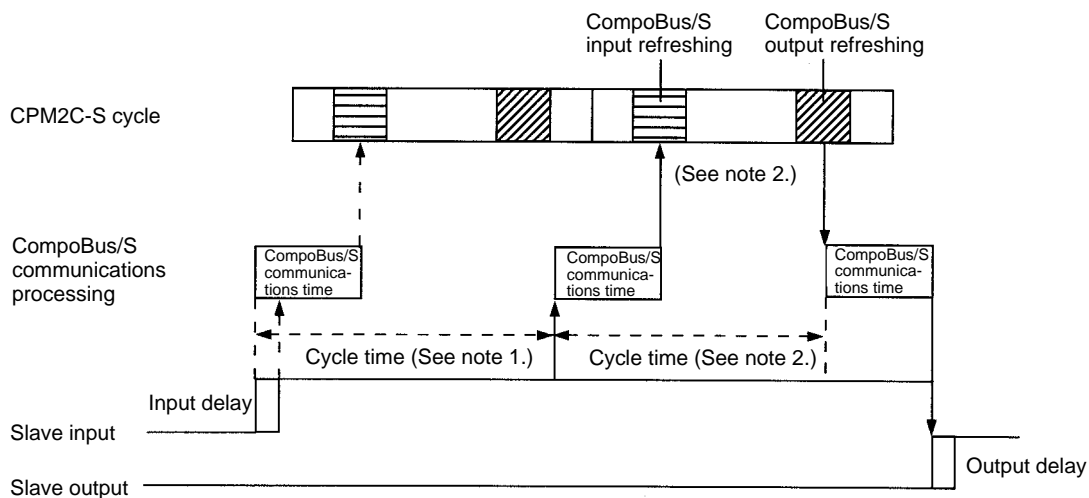 CompoBus/S
input refreshing
CompoBus/S
output refreshing
CPM2C-S cycle
(See note 2.)
CompoBus/S
communications
processing
CompoBus/S
communica-
tions time
CompoBus/S
communica-
tions time
CompoBus/S
communica-
tions time
Cycle time (See note 1.)
Cycle time (See note 2.)
Input delay
Slave input
Output delay
Slave output